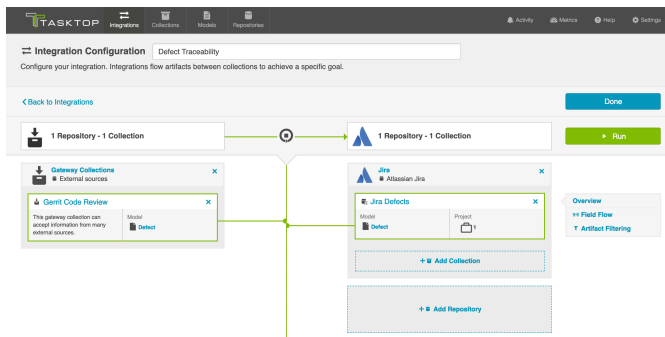 TASKTOP
Integrations
Collections
Models
Repositories
Activity
Metrics
Help
Settings
Integration Configuration
Defect Traceability
Configure your integration. Integrations flow artifacts between collections to achieve a specific goal.
Back to Integrations
Done
1 Repository - 1 Collection
1 Repository - 1 Collection
Run
Gateway Collections
External sources
Gerrit Code Review
This gateway collection can
accept information from many
external sources.
Model
Defect
Jira
Atlassian Jira
Jira Defects
Model
Defect
Project
1
+ Add Collection
+ Add Repository
Overview
Field Flow
Artifact Filtering